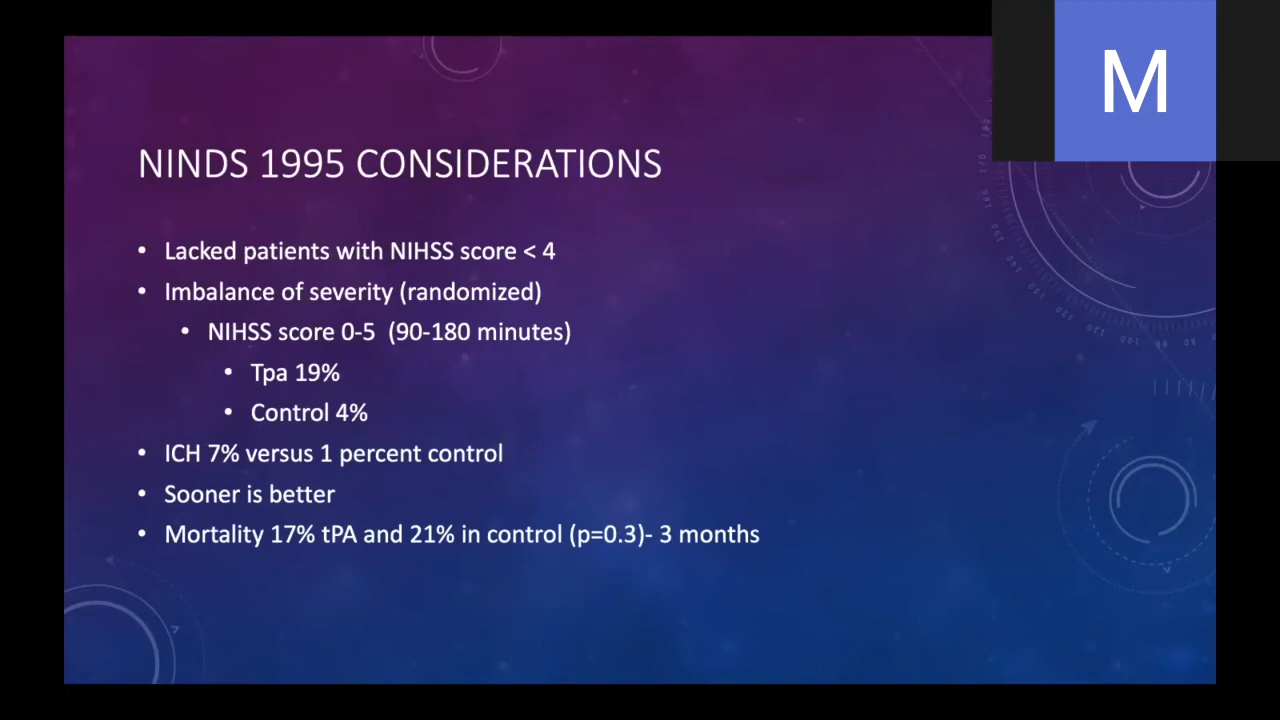 M
NINDS 1995 CONSIDERATIONS
• Lacked patients with NIHSS score < 4
• Imbalance of severity (randomized)
• NIHSS score 0-5 (90-180 minutes)
• Tpa 19%
• Control 4%
• ICH 7% versus 1 percent control
• Sooner is better
• Mortality 17% tPA and 21% in control (p=0.3)- 3 months